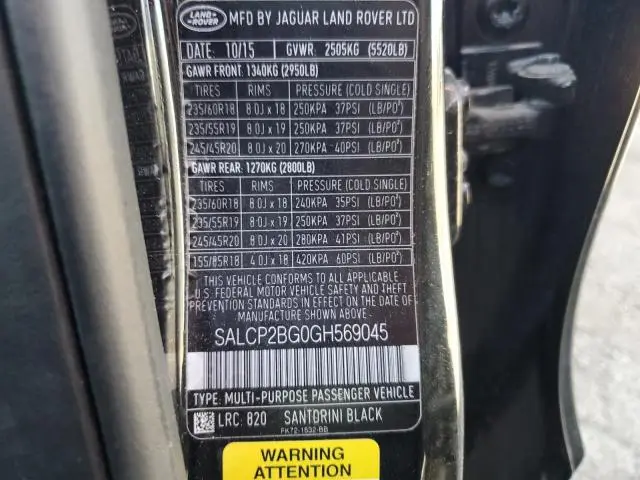 LAND ROVER MFD BY JAGUAR LAND ROVER LTD
DATE: 10/15 GVWR: 2505KG (5520LB)
GAWR FRONT: 1340KG (2950LB)
TIRES RIMS PRESSURE (COLD SINGLE)
235/60R18 8.0J x 18 250KPA 37PSI (LB/PO²)
235/55R19 8.0J x 19 250KPA 37PSI (LB/PO²)
245/45R20 8.0J x 20 270KPA 40PSI (LB/PO²)
GAWR REAR: 1270KG (2800LB)
TIRES RIMS PRESSURE (COLD SINGLE)
235/60R18 8.0J x 18 240KPA 35PSI (LB/PO²)
235/55R19 8.0J x 19 250KPA 37PSI (LB/PO²)
245/45R20 8.0J x 20 280KPA 41PSI (LB/PO²)
155/85R18 4.0J x 18 420KPA 60PSI (LB/PO²)
THIS VEHICLE CONFORMS TO ALL APPLICABLE
U.S. FEDERAL MOTOR VEHICLE SAFETY AND THEFT
PREVENTION STANDARDS IN EFFECT ON THE DATE OF
MANUFACTURE SHOWN ABOVE.
SALCP2BG0GH569045
TYPE: MULTI-PURPOSE PASSENGER VEHICLE
LRC: 820 SANTORINI BLACK
FK72-1532-BB
WARNING
ATTENTION